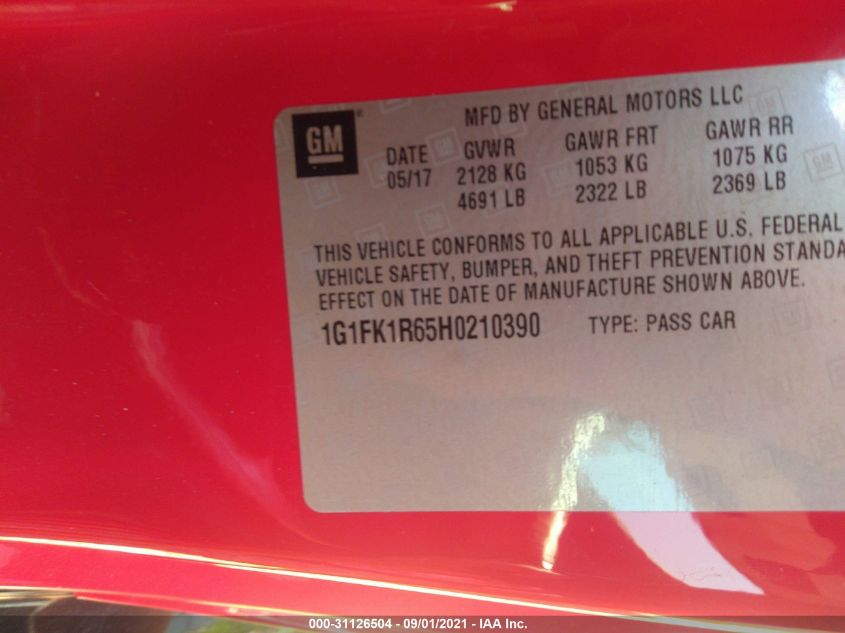 MFD BY GENERAL MOTORS LLC
GM
DATE GVWR GAWR FRT GAWR RR
05/17 2128 KG 1053 KG 1075 KG
4691 LB 2322 LB 2369 LB
THIS VEHICLE CONFORMS TO ALL APPLICABLE U.S. FEDERAL
VEHICLE SAFETY, BUMPER, AND THEFT PREVENTION STANDA
EFFECT ON THE DATE OF MANUFACTURE SHOWN ABOVE.
1G1FK1R65H0210390 TYPE: PASS CAR
000-31126504 - 09/01/2021 - IAA Inc.